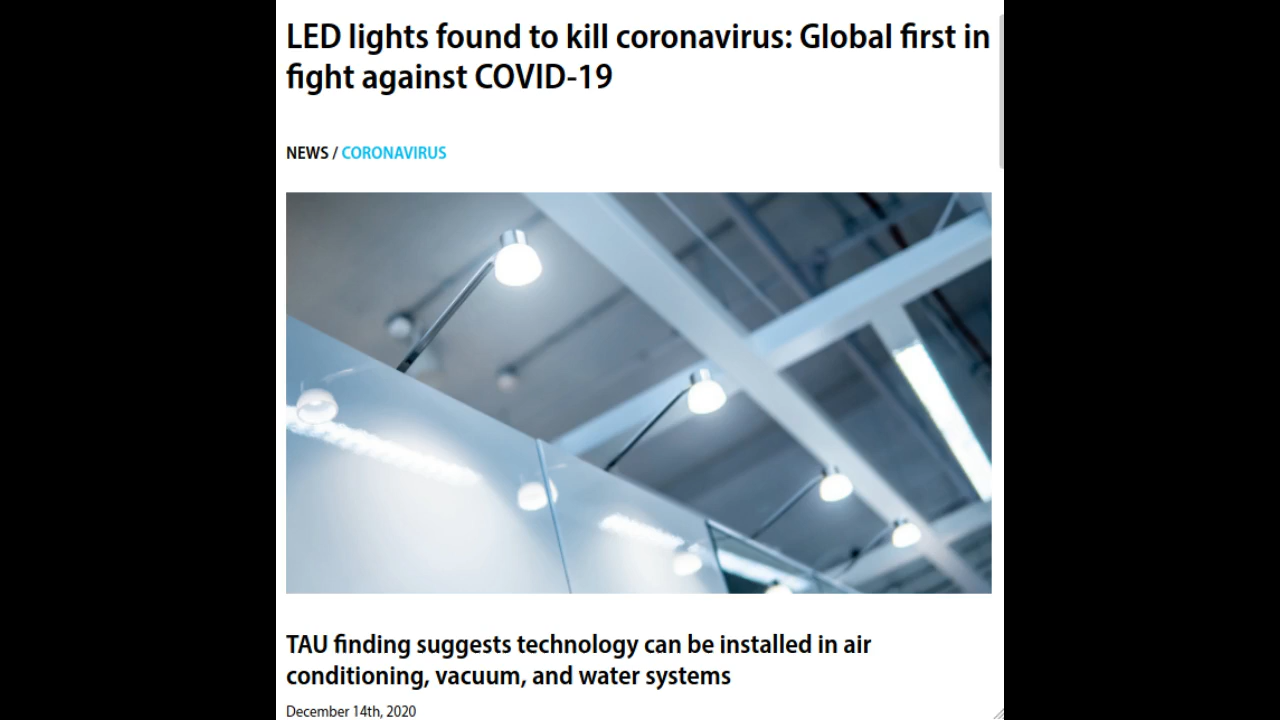 LED lights found to kill coronavirus: Global first in
fight against COVID-19
NEWS / CORONAVIRUS
TAU finding suggests technology can be installed in air
conditioning, vacuum, and water systems
December 14th, 2020